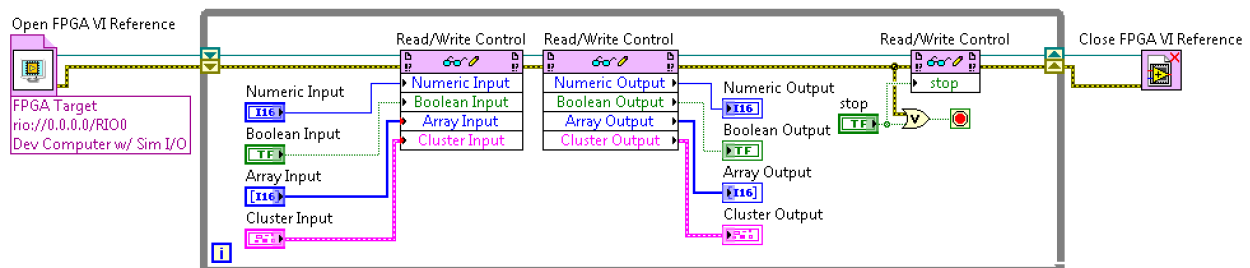 Open FPGA VI Reference
FPGA Target
rio://0.0.0.0/RIO0
Dev Computer w/ Sim I/O
Numeric Input
I16
Boolean Input
TF
Array Input
[I16]
Cluster Input
i
Read/Write Control
Numeric Input
Boolean Input
Array Input
Cluster Input
Read/Write Control
Numeric Output
Boolean Output
Array Output
Cluster Output
Numeric Output
I16
Boolean Output
TF
Array Output
[I16]
Cluster Output
stop
TF
V
Read/Write Control
stop
Close FPGA VI Reference